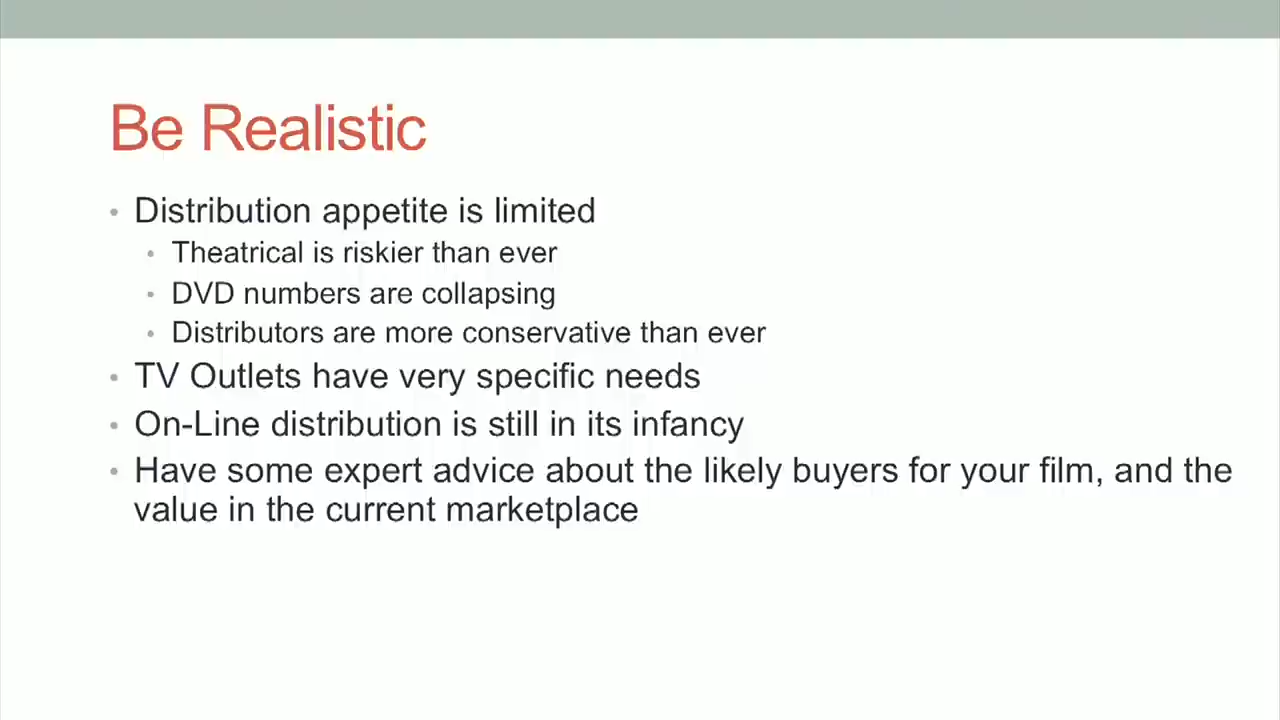 Be Realistic
• Distribution appetite is limited
• Theatrical is riskier than ever
• DVD numbers are collapsing
• Distributors are more conservative than ever
• TV Outlets have very specific needs
• On-Line distribution is still in its infancy
• Have some expert advice about the likely buyers for your film, and the
value in the current marketplace